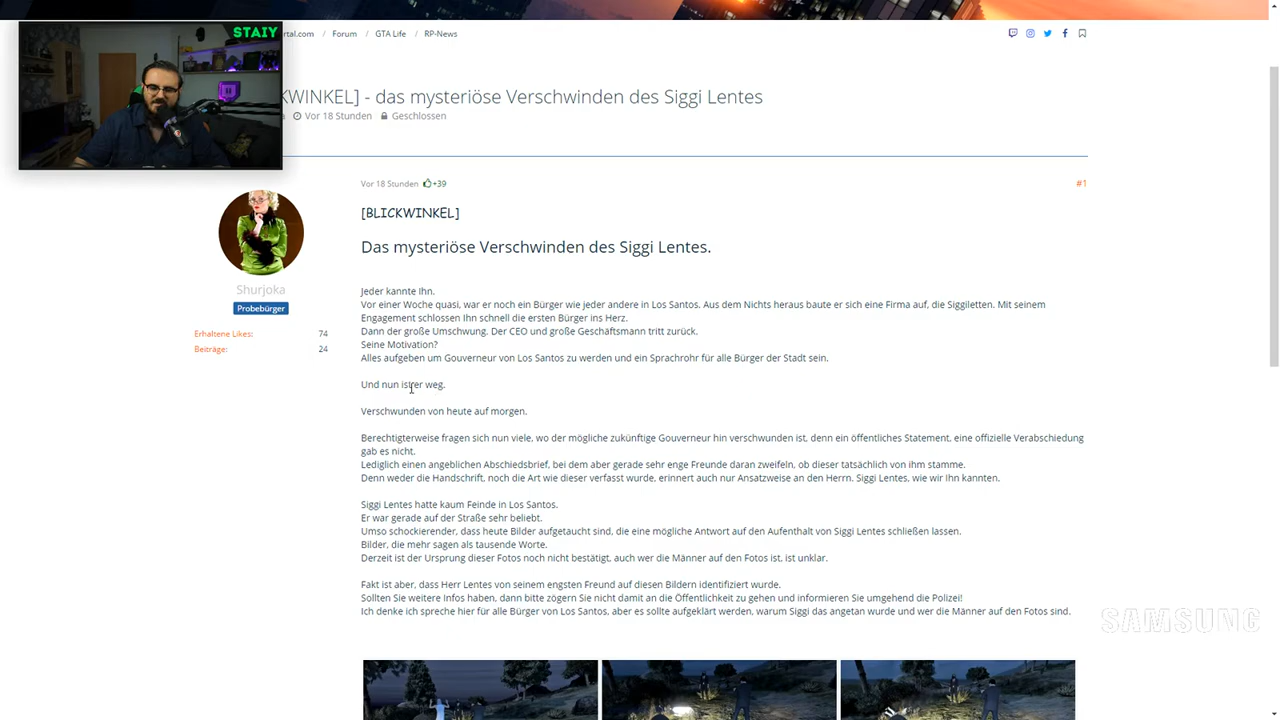 STAIY
rtal.com / Forum / GTA Life / RP-News
KWINKEL] - das mysteriöse Verschwinden des Siggi Lentes
Vor 18 Stunden Geschlossen
Vor 18 Stunden +39
#1
[BLICKWINKEL]
Das mysteriöse Verschwinden des Siggi Lentes.
Shurjoka
Probebürger
Erhaltene Likes: 74
Beiträge: 24
Jeder kannte Ihn.
Vor einer Woche quasi, war er noch ein Bürger wie jeder andere in Los Santos. Aus dem Nichts heraus baute er sich eine Firma auf, die Siggiletten. Mit seinem
Engagement schlossen Ihn schnell die ersten Bürger ins Herz.
Dann der große Umschwung. Der CEO und große Geschäftsmann tritt zurück.
Seine Motivation?
Alles aufgeben um Gouverneur von Los Santos zu werden und ein Sprachrohr für alle Bürger der Stadt sein.
Und nun ist er weg.
Verschwunden von heute auf morgen.
Berechtigterweise fragen sich nun viele, wo der mögliche zukünftige Gouverneur hin verschwunden ist, denn ein öffentliches Statement, eine offizielle Verabschiedung
gab es nicht.
Lediglich einen angeblichen Abschiedsbrief, bei dem aber gerade sehr enge Freunde daran zweifeln, ob dieser tatsächlich von ihm stamme.
Denn weder die Handschrift, noch die Art wie dieser verfasst wurde, erinnert auch nur Ansatzweise an den Herrn. Siggi Lentes, wie wir Ihn kannten.
Siggi Lentes hatte kaum Feinde in Los Santos.
Er war gerade auf der Straße sehr beliebt.
Umso schockierender, dass heute Bilder aufgetaucht sind, die eine mögliche Antwort auf den Aufenthalt von Siggi Lentes schließen lassen.
Bilder, die mehr sagen als tausende Worte.
Derzeit ist der Ursprung dieser Fotos noch nicht bestätigt, auch wer die Männer auf den Fotos ist, ist unklar.
Fakt ist aber, dass Herr Lentes von seinem engsten Freund auf diesen Bildern identifiziert wurde.
Sollten Sie weitere Infos haben, dann bitte zögern Sie nicht damit an die Öffentlichkeit zu gehen und informieren Sie umgehend die Polizei!
Ich denke ich spreche hier für alle Bürger von Los Santos, aber es sollte aufgeklärt werden, warum Siggi das angetan wurde und wer die Männer auf den Fotos sind.
SAMSUNG